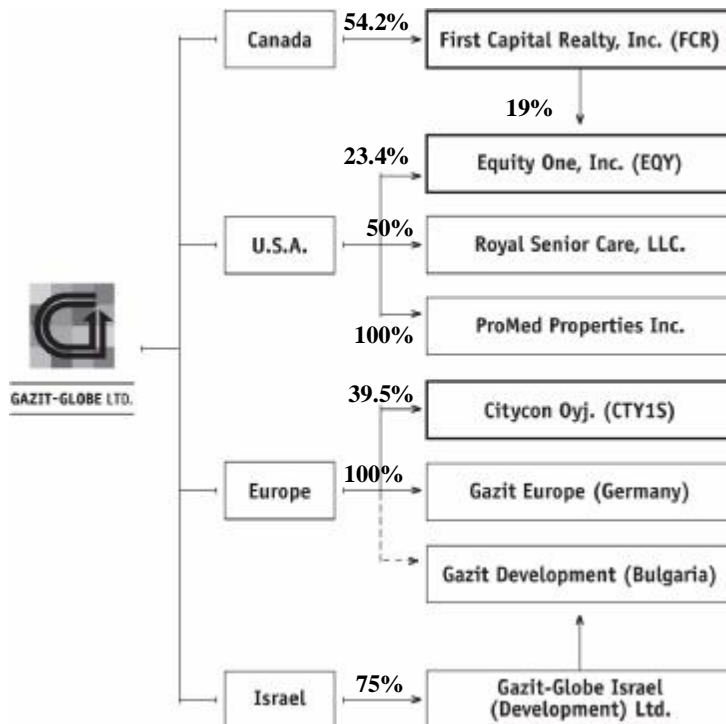 Canada
54.2%
First Capital Realty, Inc. (FCR)
19%
23.4%
Equity One, Inc. (EQY)
U.S.A.
50%
Royal Senior Care, LLC.
100%
ProMed Properties Inc.
GAZIT-GLOBE LTD.
39.5%
Citycon Oyj. (CTY1S)
Europe
100%
Gazit Europe (Germany)
Gazit Development (Bulgaria)
Israel
75%
Gazit-Globe Israel
(Development) Ltd.